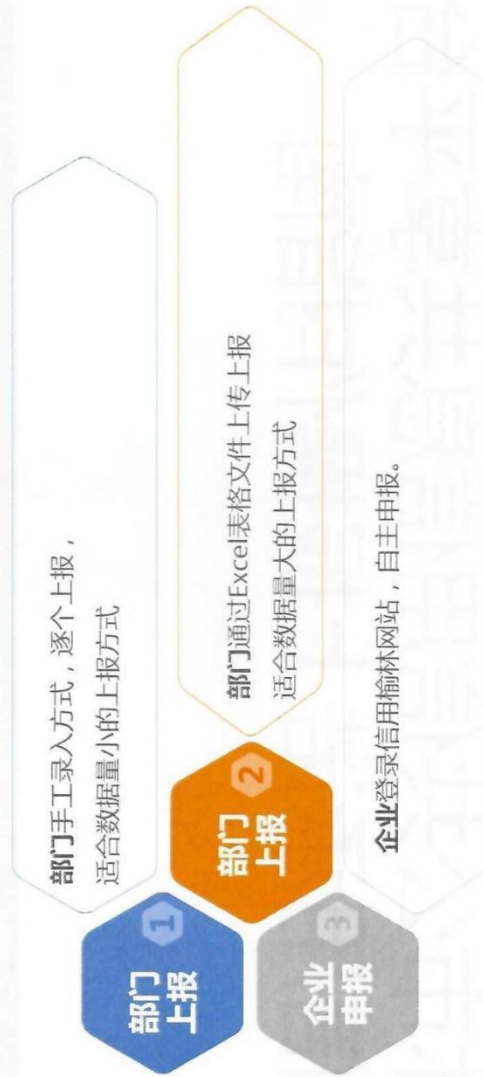 部门
上报
1
部门手工录入方式，逐个上报，
适合数据量小的上报方式
部门
上报
2
部门通过Excel表格文件上传上报
适合数据量大的上报方式
企业
申报
3
企业登录信用榆林网站，自主申报。